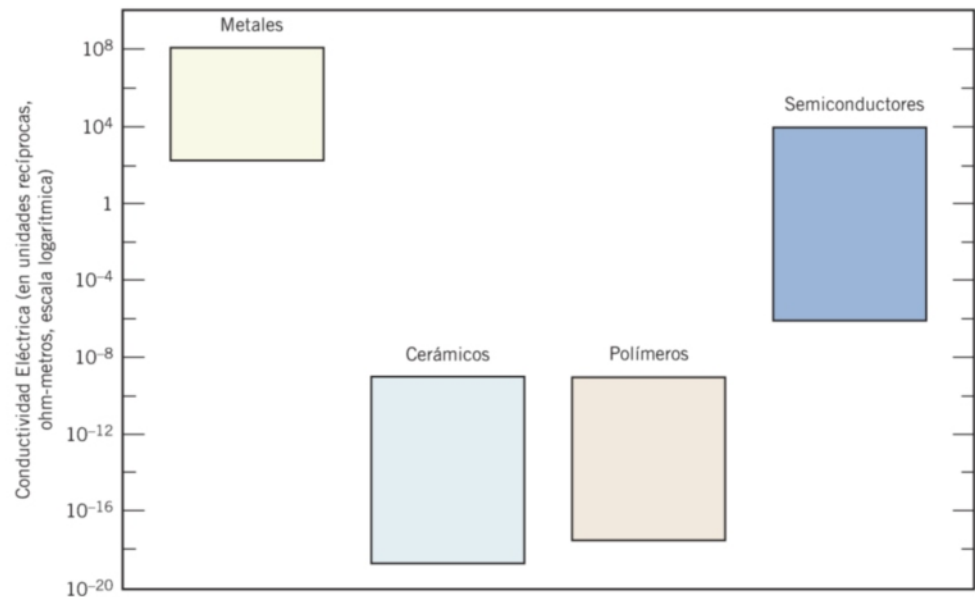 Metales
Semiconductores
Cerámicos
Polímeros
10⁸
10⁴
1
10⁻⁴
10⁻⁸
10⁻¹²
10⁻¹⁶
10⁻²⁰
Conductividad Eléctrica (en unidades recíprocas,
ohm-metros, escala logarítmica)